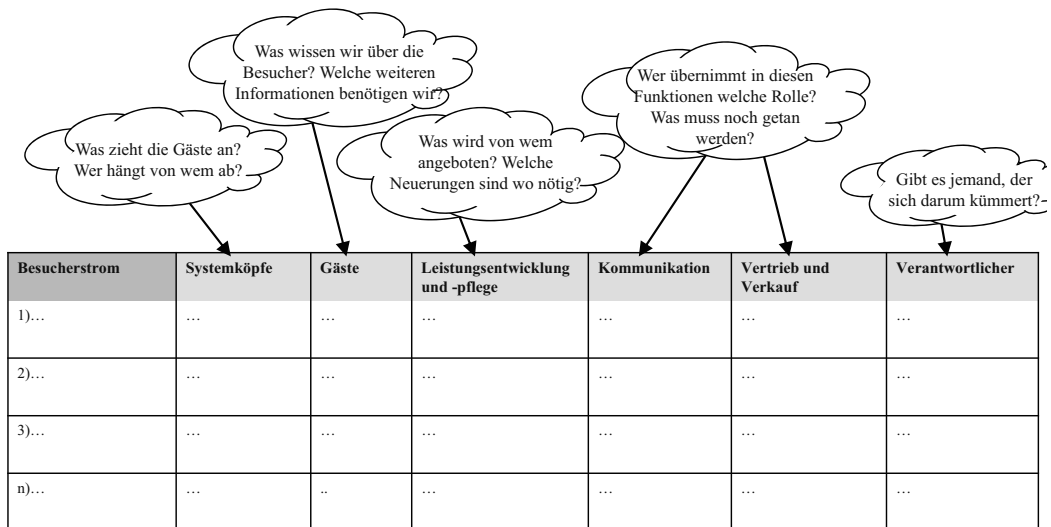 Was wissen wir über die
Besucher? Welche weiteren
Informationen benötigen wir?
Wer übernimmt in diesen
Funktionen welche Rolle?
Was muss noch getan
werden?
Was zieht die Gäste an?
Wer hängt von wem ab?
Was wird von wem
angeboten? Welche
Neuerungen sind wo nötig?
Gibt es jemand, der
sich darum kümmert?
Besucherstrom Systemköpfe Gäste Leistungsentwicklung Kommunikation Vertrieb und Verantwortlicher
und -pflege Verkauf
1)… … … … … … …
2)… … … … … … …
3)… … … … … … …
n)… … .. … … … …